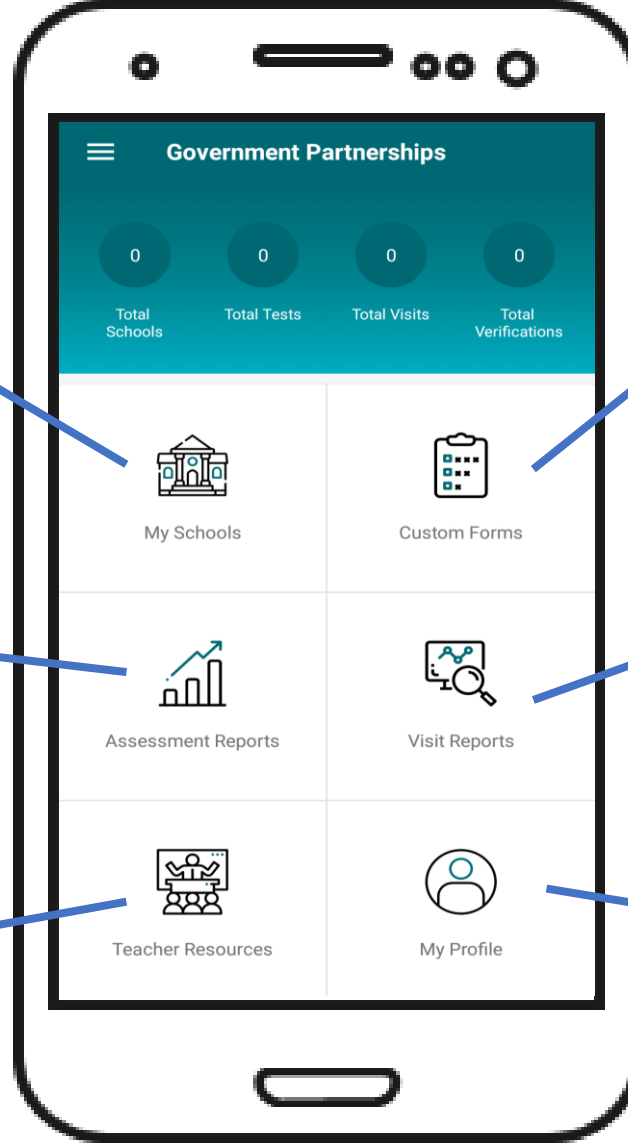 Government Partnerships
0 0 0 0
Total Schools
Total Tests
Total Visits
Total Verifications
My Schools
Custom Forms
Assessment Reports
Visit Reports
Teacher Resources
My Profile